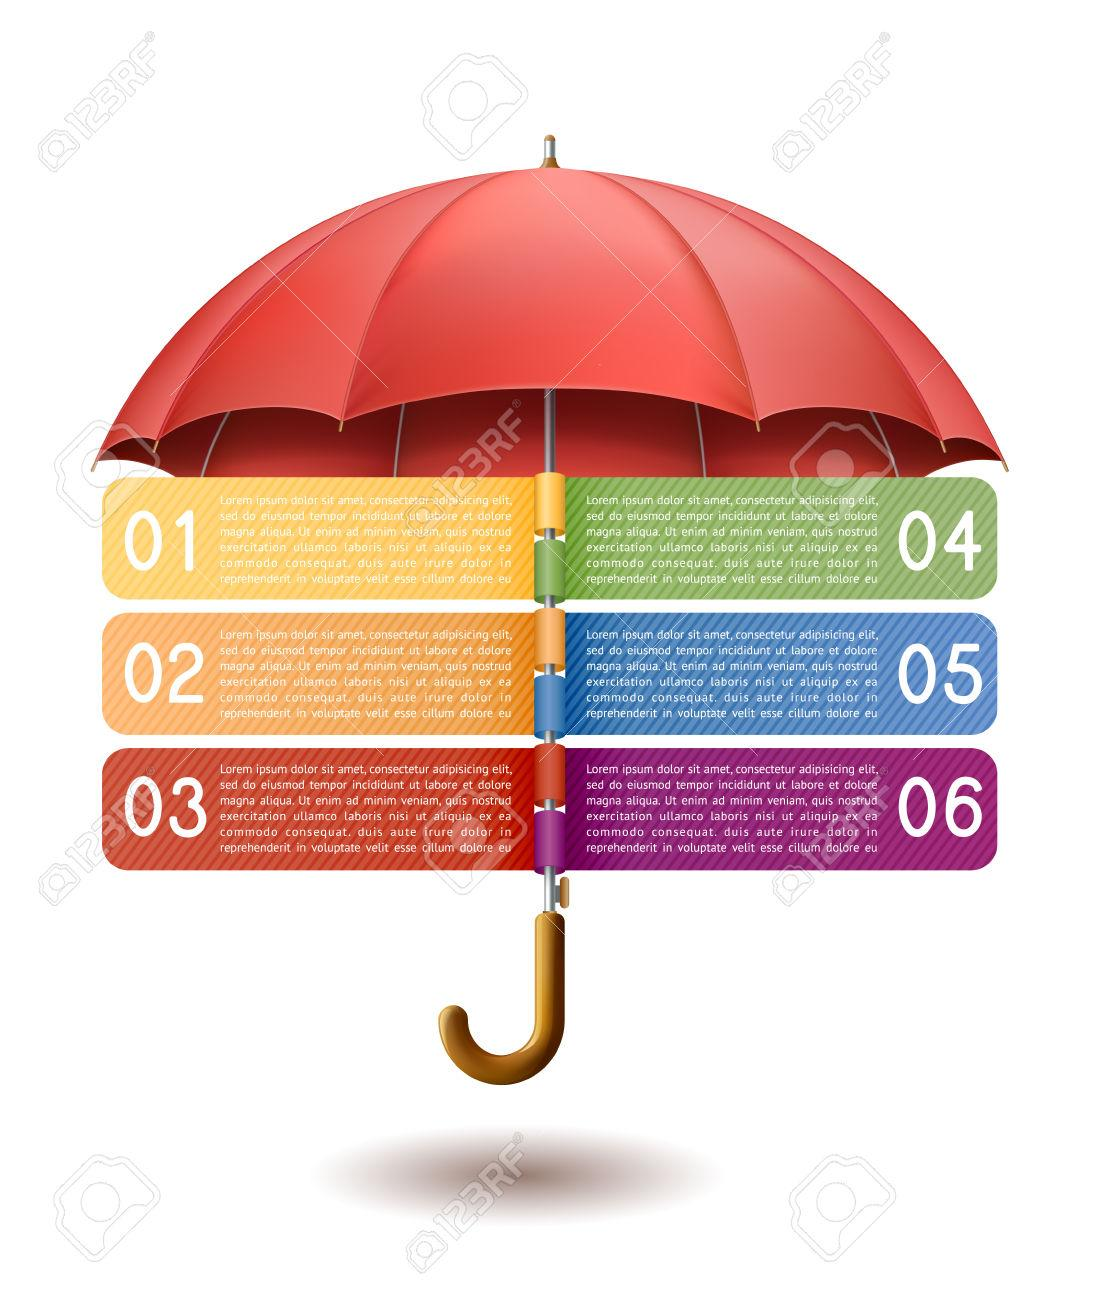 01
Lorem ipsum dolor sit amet, consectetur adipiscing elit,
sed do eiusmod tempor incididunt ut labore et dolore
magna aliqua. Ut enim ad minim veniam, quis nostrud
exercitation ullamco laboris nisi ut aliquip ex ea
commodo consequat. duis aute irure dolor in
reprehenderit in voluptate velit esse cillum dolore eu
02
Lorem ipsum dolor sit amet, consectetur adipiscing elit,
sed do eiusmod tempor incididunt ut labore et dolore
magna aliqua. Ut enim ad minim veniam, quis nostrud
exercitation ullamco laboris nisi ut aliquip ex ea
commodo consequat. duis aute irure dolor in
reprehenderit in voluptate velit esse cillum dolore eu
03
Lorem ipsum dolor sit amet, consectetur adipiscing elit,
sed do eiusmod tempor incididunt ut labore et dolore
magna aliqua. Ut enim ad minim veniam, quis nostrud
exercitation ullamco laboris nisi ut aliquip ex ea
commodo consequat. duis aute irure dolor in
reprehenderit in voluptate velit esse cillum dolore eu
Lorem ipsum dolor sit amet, consectetur adipiscing elit,
sed do eiusmod tempor incididunt ut labore et dolore
magna aliqua. Ut enim ad minim veniam, quis nostrud
exercitation ullamco laboris nisi ut aliquip ex ea
commodo consequat. duis aute irure dolor in
reprehenderit in voluptate velit esse cillum dolore eu
04
Lorem ipsum dolor sit amet, consectetur adipiscing elit,
sed do eiusmod tempor incididunt ut labore et dolore
magna aliqua. Ut enim ad minim veniam, quis nostrud
exercitation ullamco laboris nisi ut aliquip ex ea
commodo consequat. duis aute irure dolor in
reprehenderit in voluptate velit esse cillum dolore eu
05
Lorem ipsum dolor sit amet, consectetur adipiscing elit,
sed do eiusmod tempor incididunt ut labore et dolore
magna aliqua. Ut enim ad minim veniam, quis nostrud
exercitation ullamco laboris nisi ut aliquip ex ea
commodo consequat. duis aute irure dolor in
reprehenderit in voluptate velit esse cillum dolore eu
06
123RF
123RF
123RF
123RF
123RF
123RF